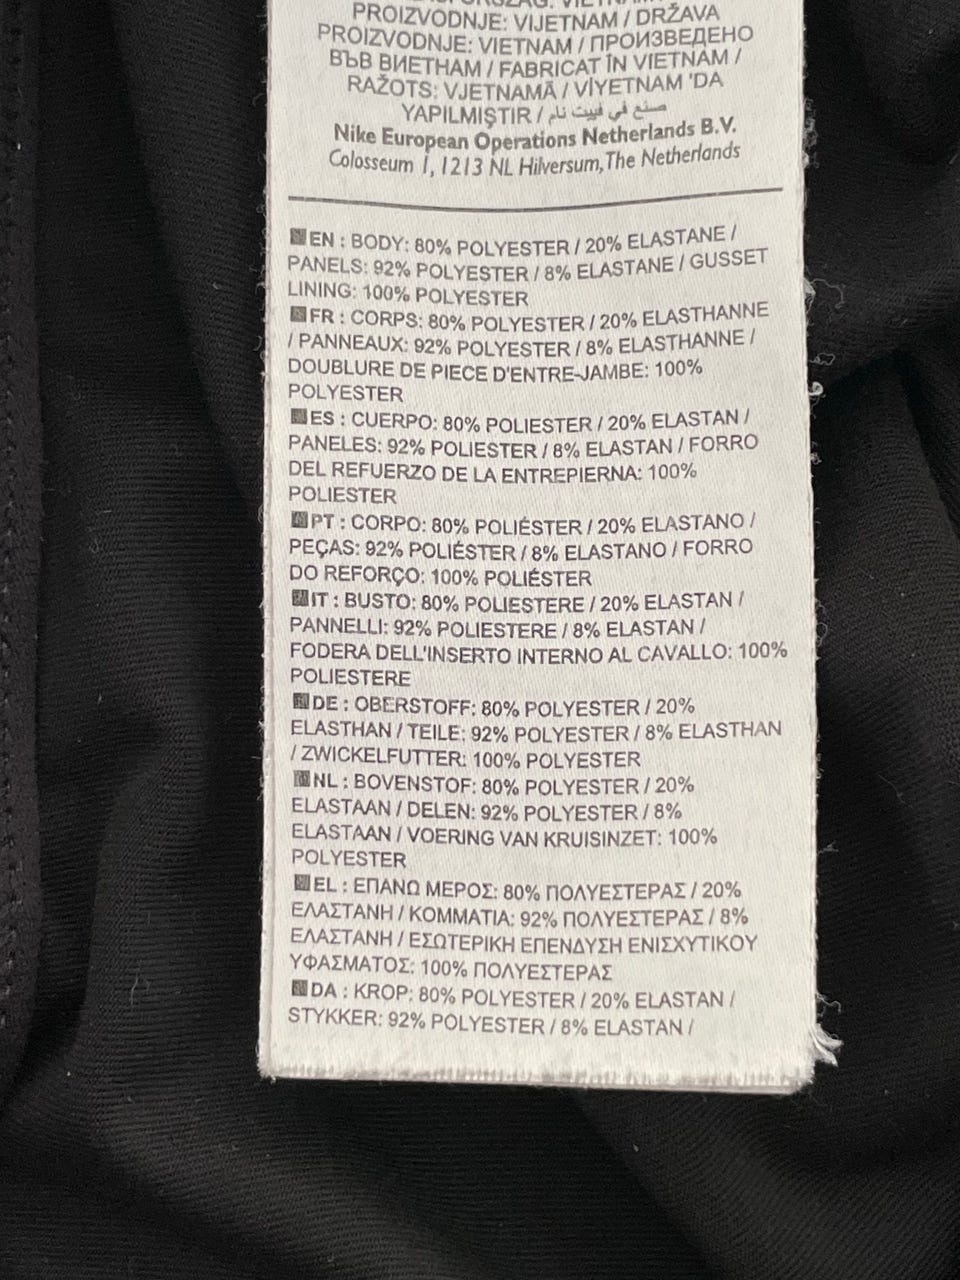 PROIZVODNJE: VIJETNAM / DRŽAVA
PROIZVODNJE: VIETNAM / ПРОИЗВЕДЕНО
ВЪВ ВИЕТНАМ / FABRICAT ÎN VIETNAM /
RAŽOTS: VJETNAMĀ / VİYETNAM 'DA
YAPILMIŞTIR / صنع في فييت نام
Nike European Operations Netherlands B.V.
Colosseum 1, 1213 NL Hilversum, The Netherlands
EN : BODY: 80% POLYESTER / 20% ELASTANE /
PANELS: 92% POLYESTER / 8% ELASTANE / GUSSET
LINING: 100% POLYESTER
FR : CORPS: 80% POLYESTER / 20% ELASTHANNE
/ PANNEAUX: 92% POLYESTER / 8% ELASTHANNE /
DOUBLURE DE PIECE D'ENTRE-JAMBE: 100%
POLYESTER
ES : CUERPO: 80% POLIESTER / 20% ELASTAN /
PANELES: 92% POLIESTER / 8% ELASTAN / FORRO
DEL REFUERZO DE LA ENTREPIERNA: 100%
POLIESTER
PT : CORPO: 80% POLIÉSTER / 20% ELASTANO /
PEÇAS: 92% POLIÉSTER / 8% ELASTANO / FORRO
DO REFORÇO: 100% POLIÉSTER
IT : BUSTO: 80% POLIESTERE / 20% ELASTAN /
PANNELLI: 92% POLIESTERE / 8% ELASTAN /
FODERA DELL'INSERTO INTERNO AL CAVALLO: 100%
POLIESTERE
DE : OBERSTOFF: 80% POLYESTER / 20%
ELASTHAN / TEILE: 92% POLYESTER / 8% ELASTHAN
/ ZWICKELFUTTER: 100% POLYESTER
NL : BOVENSTOF: 80% POLYESTER / 20%
ELASTAAN / DELEN: 92% POLYESTER / 8%
ELASTAAN / VOERING VAN KRUISINZET: 100%
POLYESTER
EL : ΕΠΑΝΩ ΜΕΡΟΣ: 80% ΠΟΛΥΕΣΤΕΡΑΣ / 20%
ΕΛΑΣΤΑΝΗ / ΚΟΜΜΑΤΙΑ: 92% ΠΟΛΥΕΣΤΕΡΑΣ / 8%
ΕΛΑΣΤΑΝΗ / ΕΣΩΤΕΡΙΚΗ ΕΠΕΝΔΥΣΗ ΕΝΙΣΧΥΤΙΚΟΥ
ΥΦΑΣΜΑΤΟΣ: 100% ΠΟΛΥΕΣΤΕΡΑΣ
DA : KROP: 80% POLYESTER / 20% ELASTAN /
STYKKER: 92% POLYESTER / 8% ELASTAN /